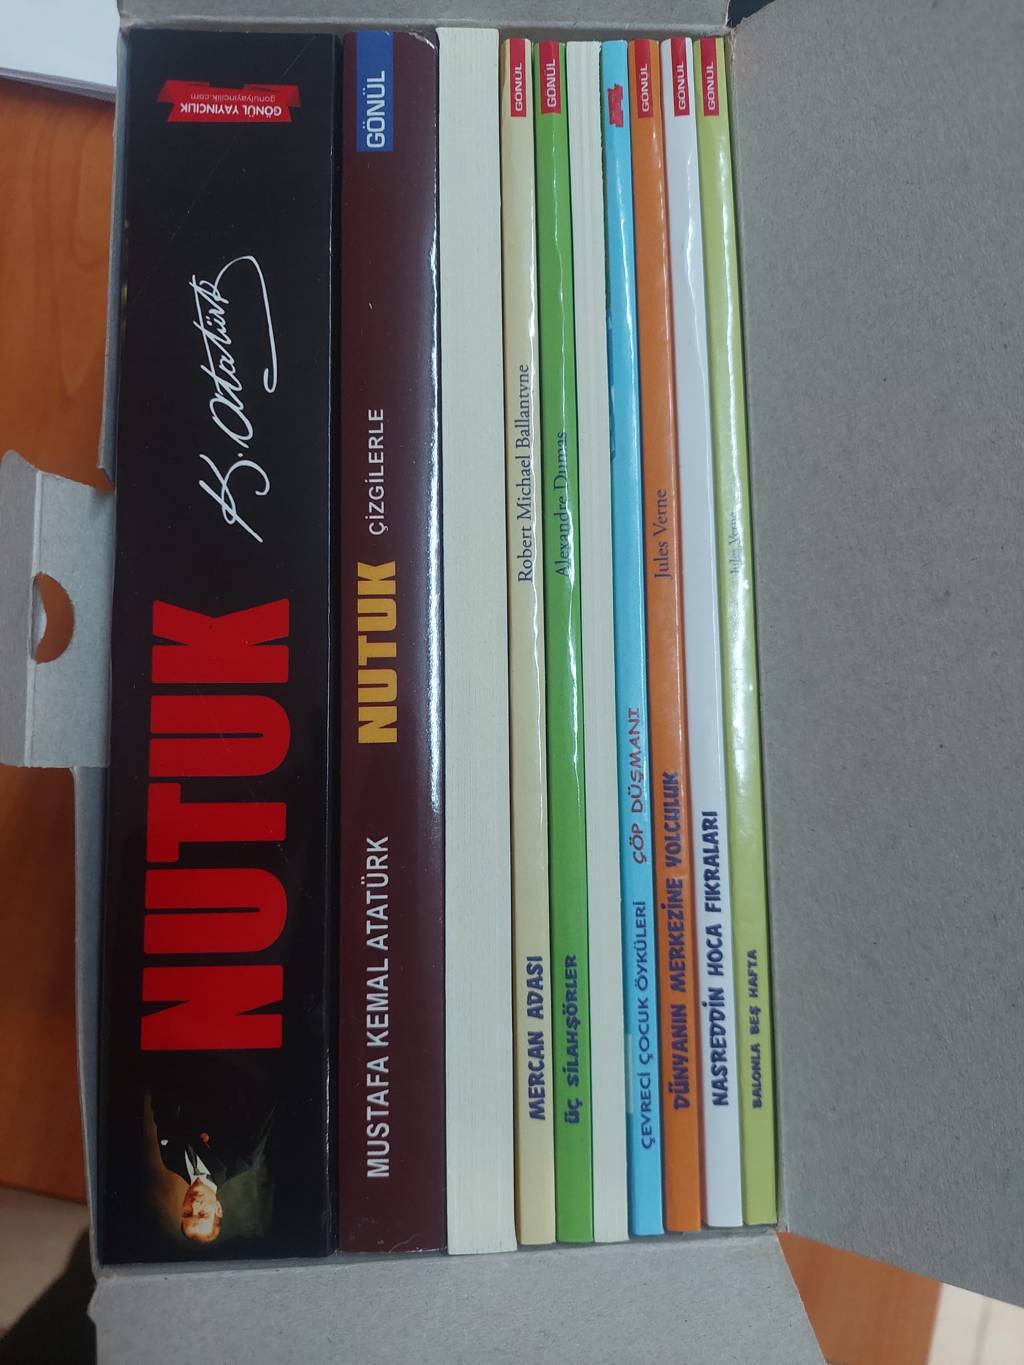 NUTUK K. Atatürk GÖNÜL YAYINCILIK
gonulyayincilik.com
MUSTAFA KEMAL ATATÜRK NUTUK ÇİZGİLERLE GÖNÜL
MERCAN ADASI Robert Michael Ballantyne GÖNÜL
ÜÇ SİLAHŞÖRLER Alexandre Dumas GÖNÜL
ÇEVRECİ ÇOCUK ÖYKÜLERİ ÇÖP DÜŞMANI
DÜNYANIN MERKEZİNE YOLCULUK Jules Verne GÖNÜL
NASREDDİN HOCA FIKRALARI GÖNÜL
BALONLA BEŞ HAFTA Jules Verne GÖNÜL